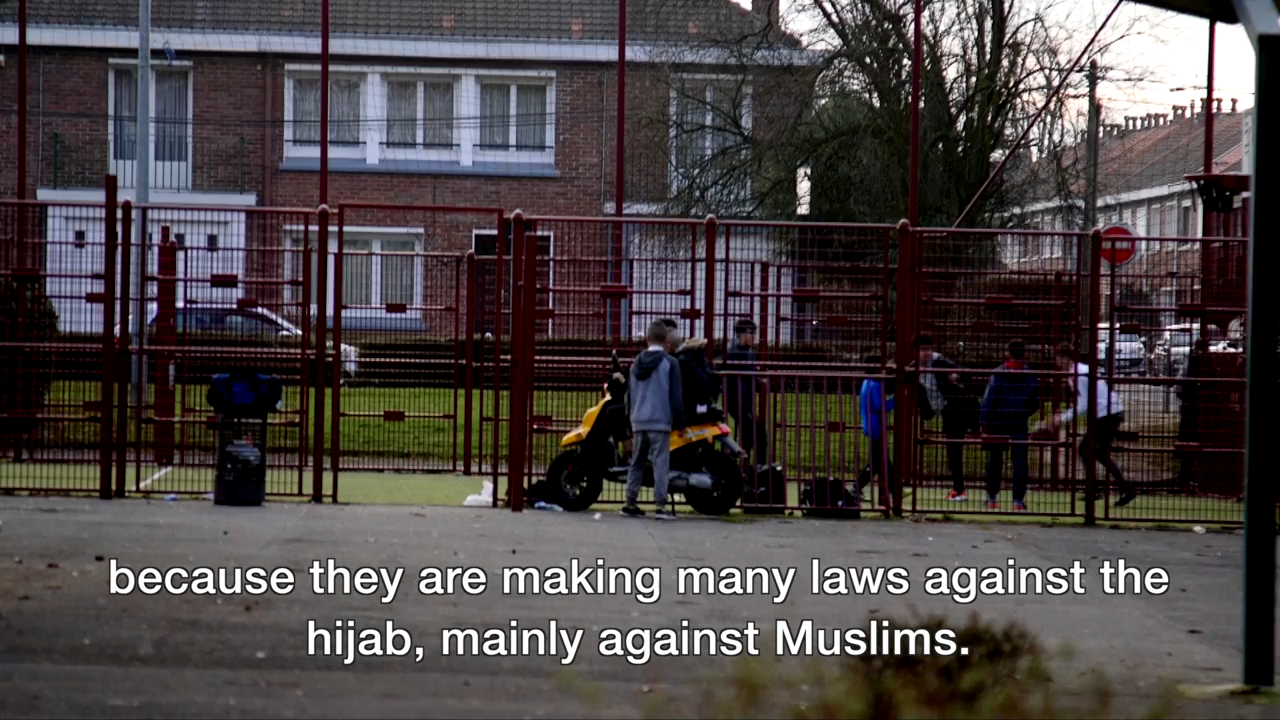 because they are making many laws against the
hijab, mainly against Muslims.